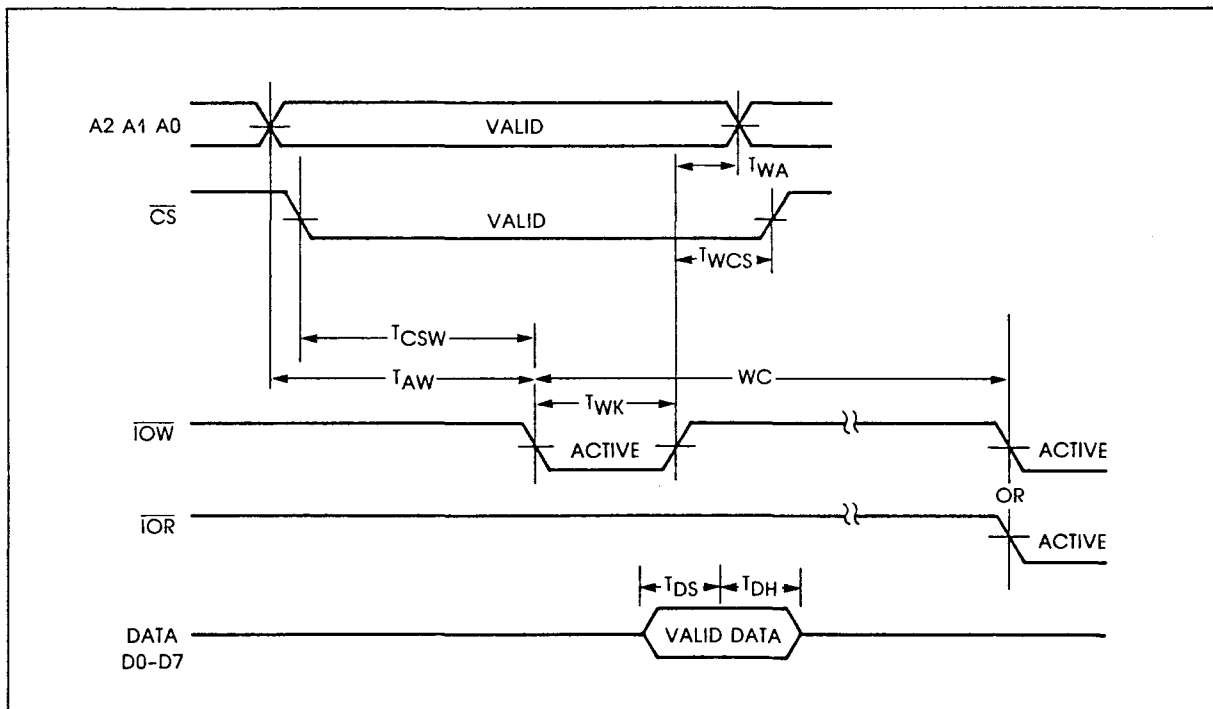 A2 A1 A0
VALID
TWA
CS
VALID
TWCS
TCSW
TAW
WC
TWK
IOW
ACTIVE
ACTIVE
OR
IOR
ACTIVE
TDS
TDH
DATA
D0-D7
VALID DATA